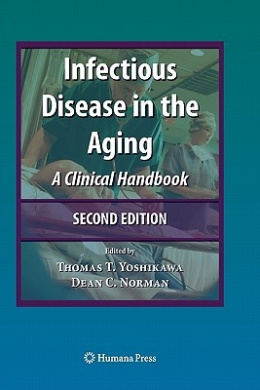 Infectious
Disease in the
Aging
A Clinical Handbook
SECOND EDITION
Edited by
THOMAS T. YOSHIKAWA
DEAN C. NORMAN
Humana Press